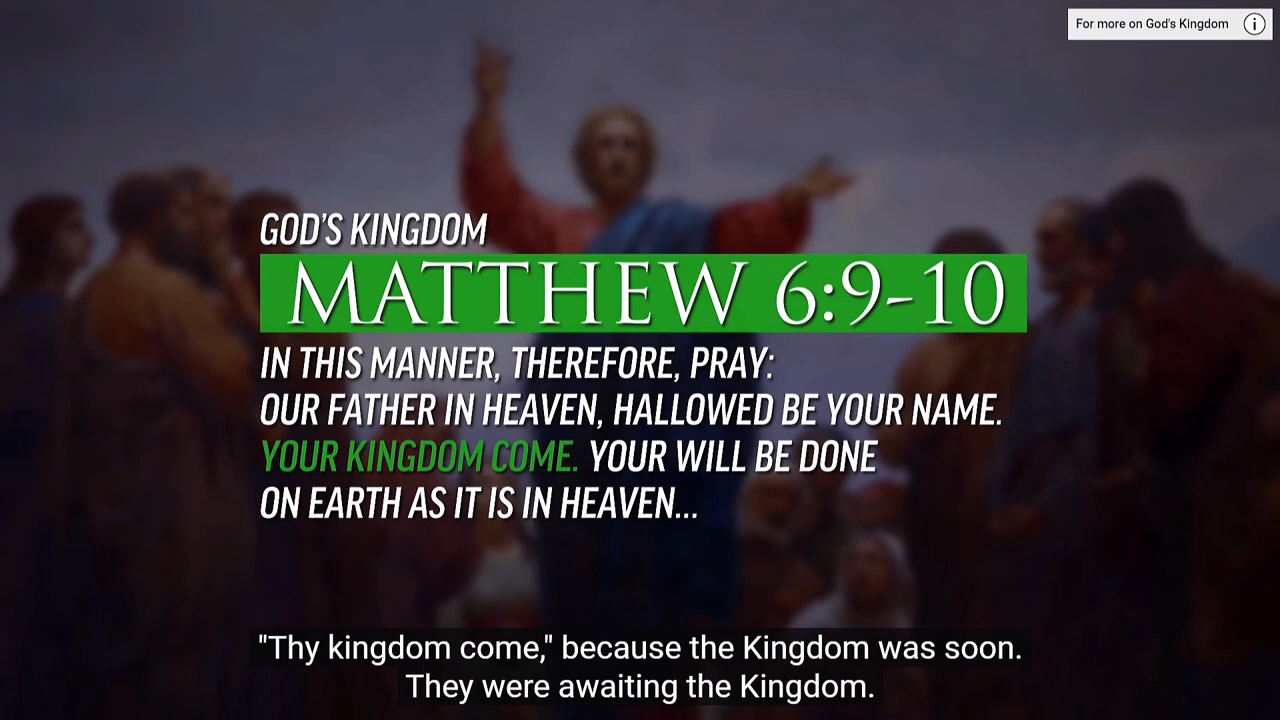 For more on God's Kingdom
GOD'S KINGDOM
MATTHEW 6:9-10
IN THIS MANNER, THEREFORE, PRAY:
OUR FATHER IN HEAVEN, HALLOWED BE YOUR NAME.
YOUR KINGDOM COME. YOUR WILL BE DONE
ON EARTH AS IT IS IN HEAVEN...
"Thy kingdom come," because the Kingdom was soon.
They were awaiting the Kingdom.